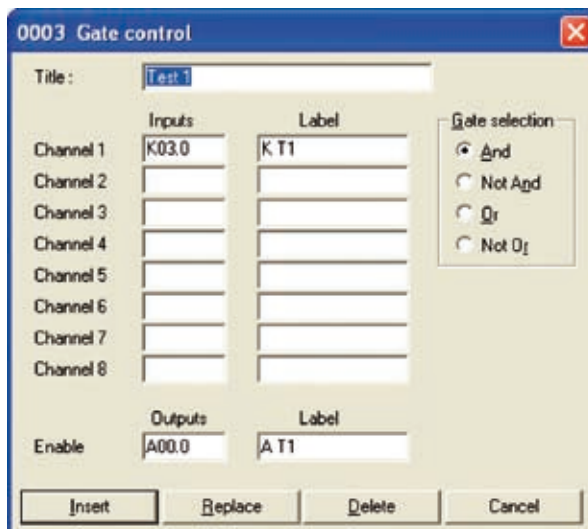 0003 Gate control
Title : Test 1
Inputs Label Gate selection
Channel 1 K03.0 K T1 And
Channel 2 Not And
Channel 3 Or
Channel 4 Not Or
Channel 5
Channel 6
Channel 7
Channel 8
Outputs Label
Enable A00.0 A T1
Insert Replace Delete Cancel